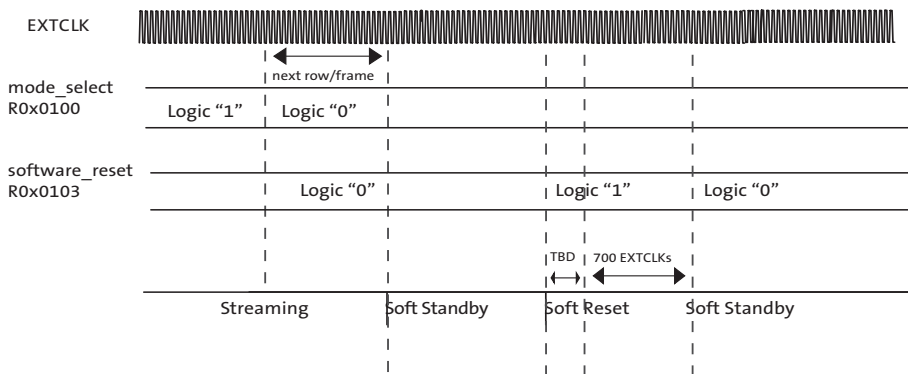 EXTCLK
next row/frame
mode_select
R0x0100
Logic “1” Logic “0”
software_reset
R0x0103
Logic “0” Logic “1” Logic “0”
TBD 700 EXTCLKs
Streaming Soft Standby Soft Reset Soft Standby